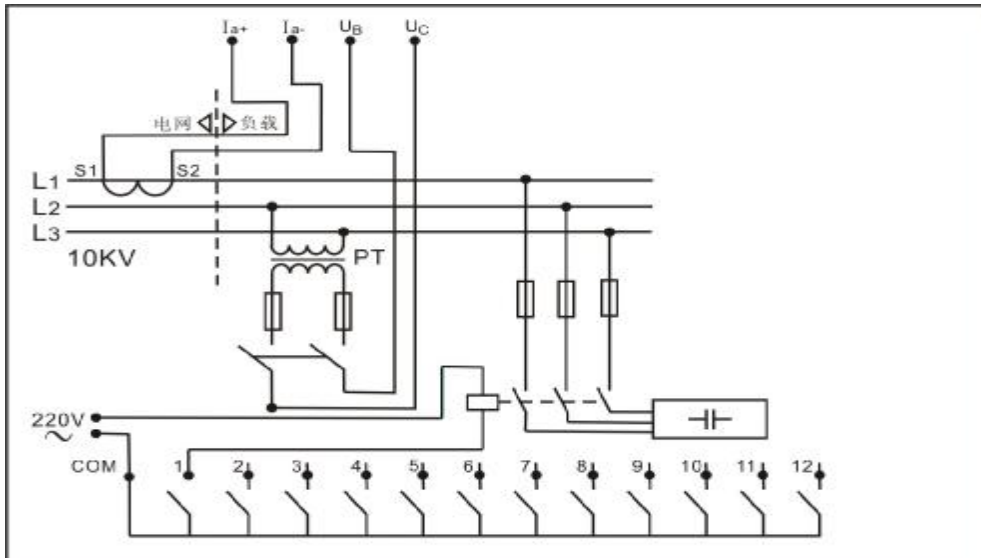 Ia+ Ia- UB UC
电网 负载
S1 S2
L1
L2
L3
10KV PT
220V
~
COM 1 2 3 4 5 6 7 8 9 10 11 12